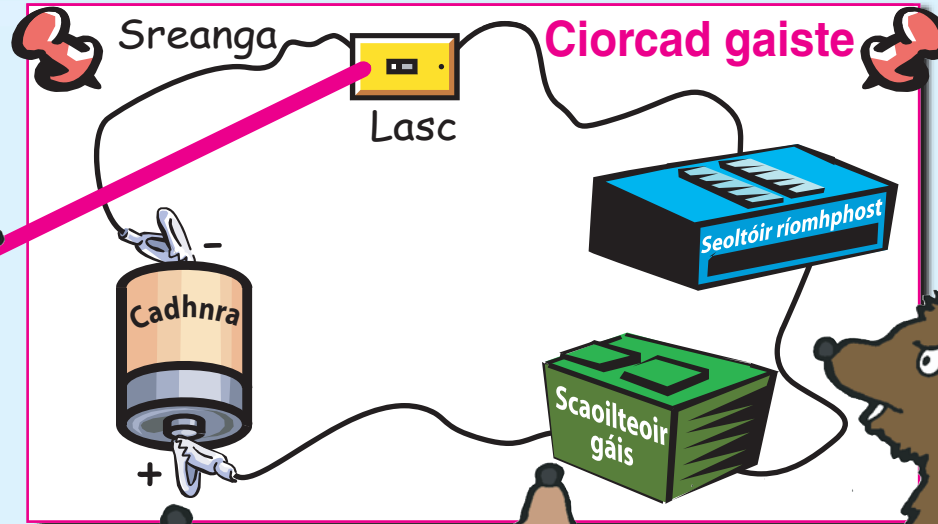 Ciorcad gaiste
Sreanga
Lasc
Seoltóir ríomhphost
-
Cadhnra
+
Scaoilteoir
gáis